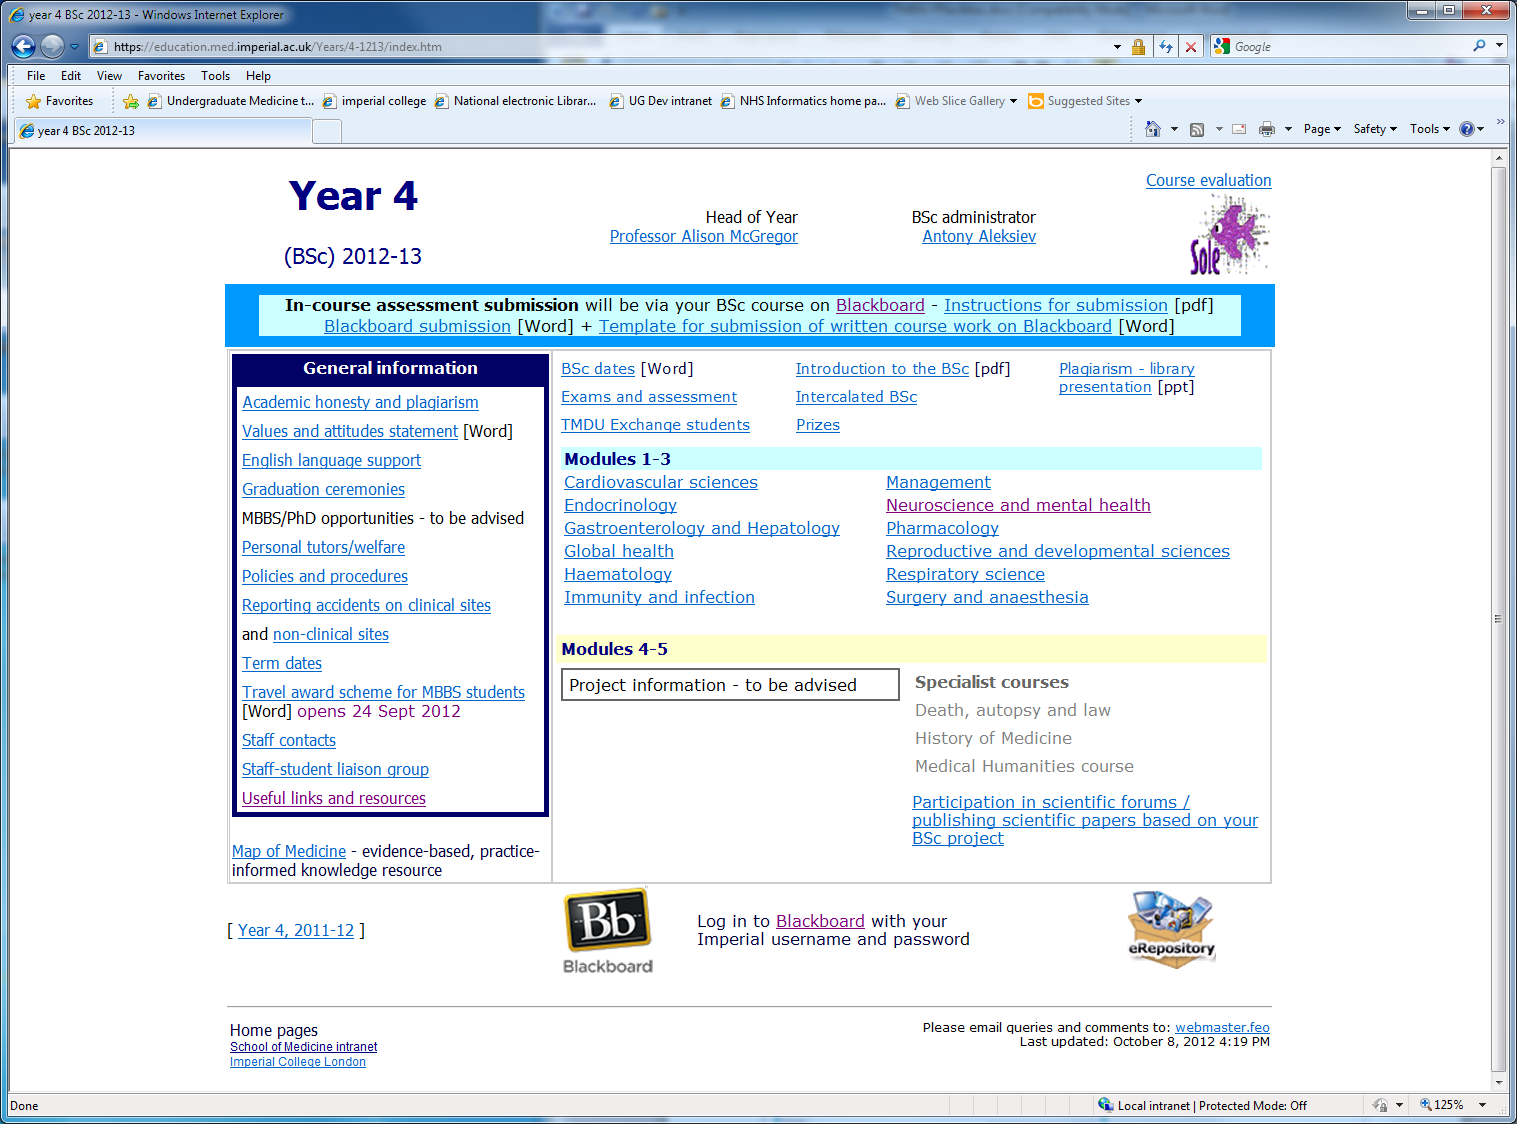 year 4 BSc 2012-13 - Windows Internet Explorer
https://education.med.imperial.ac.uk/Years/4-1213/index.htm
Google
File Edit View Favorites Tools Help
Favorites Undergraduate Medicine t... imperial college National electronic Librar... UG Dev intranet NHS Informatics home pa... Web Slice Gallery Suggested Sites
year 4 BSc 2012-13
Page Safety Tools
Year 4
(BSc) 2012-13
Head of Year
Professor Alison McGregor
BSc administrator
Antony Aleksiev
Course evaluation
Sole
In-course assessment submission will be via your BSc course on Blackboard - Instructions for submission [pdf]
Blackboard submission [Word] + Template for submission of written course work on Blackboard [Word]
General information
Academic honesty and plagiarism
Values and attitudes statement [Word]
English language support
Graduation ceremonies
MBBS/PhD opportunities - to be advised
Personal tutors/welfare
Policies and procedures
Reporting accidents on clinical sites
and non-clinical sites
Term dates
Travel award scheme for MBBS students
[Word] opens 24 Sept 2012
Staff contacts
Staff-student liaison group
Useful links and resources
Map of Medicine - evidence-based, practice-
informed knowledge resource
BSc dates [Word]
Exams and assessment
TMDU Exchange students
Introduction to the BSc [pdf]
Intercalated BSc
Prizes
Plagiarism - library
presentation [ppt]
Modules 1-3
Cardiovascular sciences
Endocrinology
Gastroenterology and Hepatology
Global health
Haematology
Immunity and infection
Management
Neuroscience and mental health
Pharmacology
Reproductive and developmental sciences
Respiratory science
Surgery and anaesthesia
Modules 4-5
Project information - to be advised
Specialist courses
Death, autopsy and law
History of Medicine
Medical Humanities course
Participation in scientific forums /
publishing scientific papers based on your
BSc project
[ Year 4, 2011-12 ]
Bb
Blackboard
Log in to Blackboard with your
Imperial username and password
eRepository
Home pages
School of Medicine intranet
Imperial College London
Please email queries and comments to: webmaster.feo
Last updated: October 8, 2012 4:19 PM
Done
Local intranet | Protected Mode: Off
125%